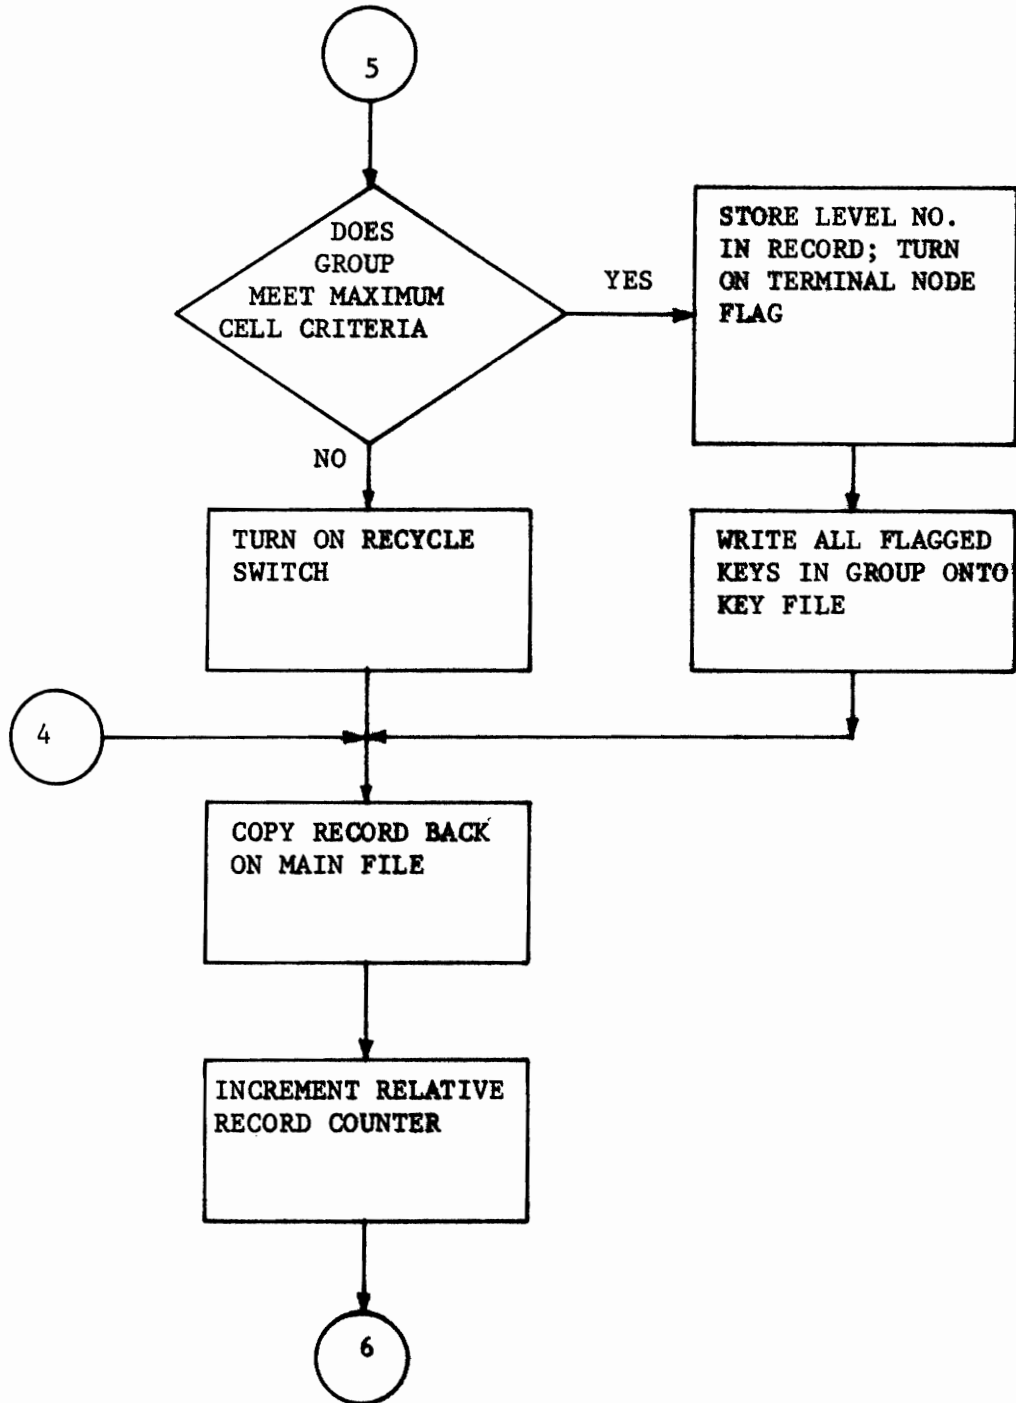 5
DOES
GROUP
MEET MAXIMUM
CELL CRITERIA
YES
STORE LEVEL NO.
IN RECORD; TURN
ON TERMINAL NODE
FLAG
NO
TURN ON RECYCLE
SWITCH
WRITE ALL FLAGGED
KEYS IN GROUP ONTO
KEY FILE
4
COPY RECORD BACK
ON MAIN FILE
INCREMENT RELATIVE
RECORD COUNTER
6